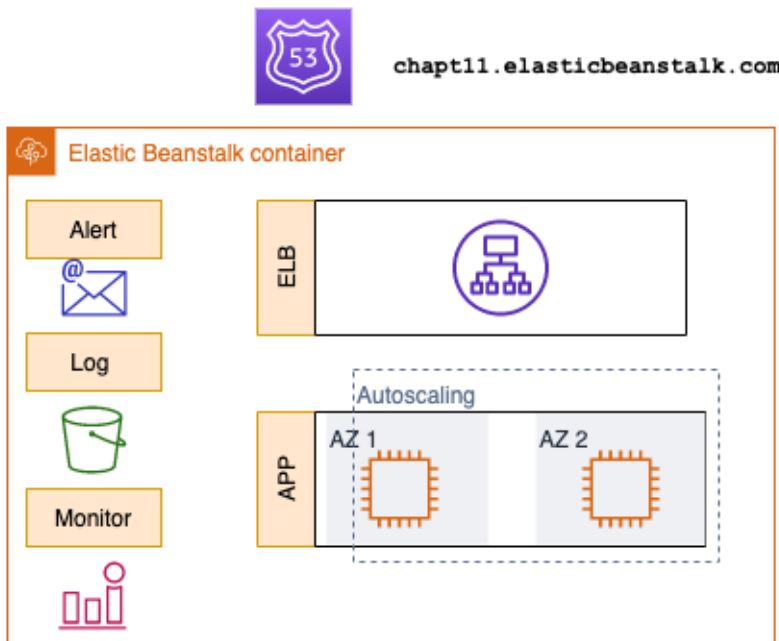 53
chapt11.elasticbeanstalk.com
Elastic Beanstalk container
Alert
@
Log
Monitor
ELB
Autoscaling
APP
AZ 1
AZ 2